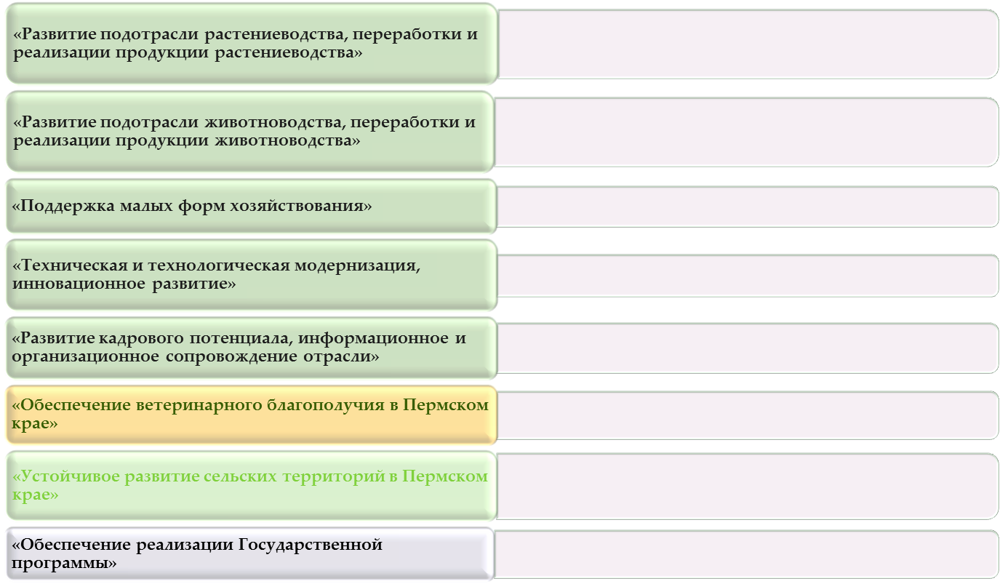 «Развитие подотрасли растениеводства, переработки и
реализации продукции растениеводства»
«Развитие подотрасли животноводства, переработки и
реализации продукции животноводства»
«Поддержка малых форм хозяйствования»
«Техническая и технологическая модернизация,
инновационное развитие»
«Развитие кадрового потенциала, информационное и
организационное сопровождение отрасли»
«Обеспечение ветеринарного благополучия в Пермском
крае»
«Устойчивое развитие сельских территорий в Пермском
крае»
«Обеспечение реализации Государственной
программы»